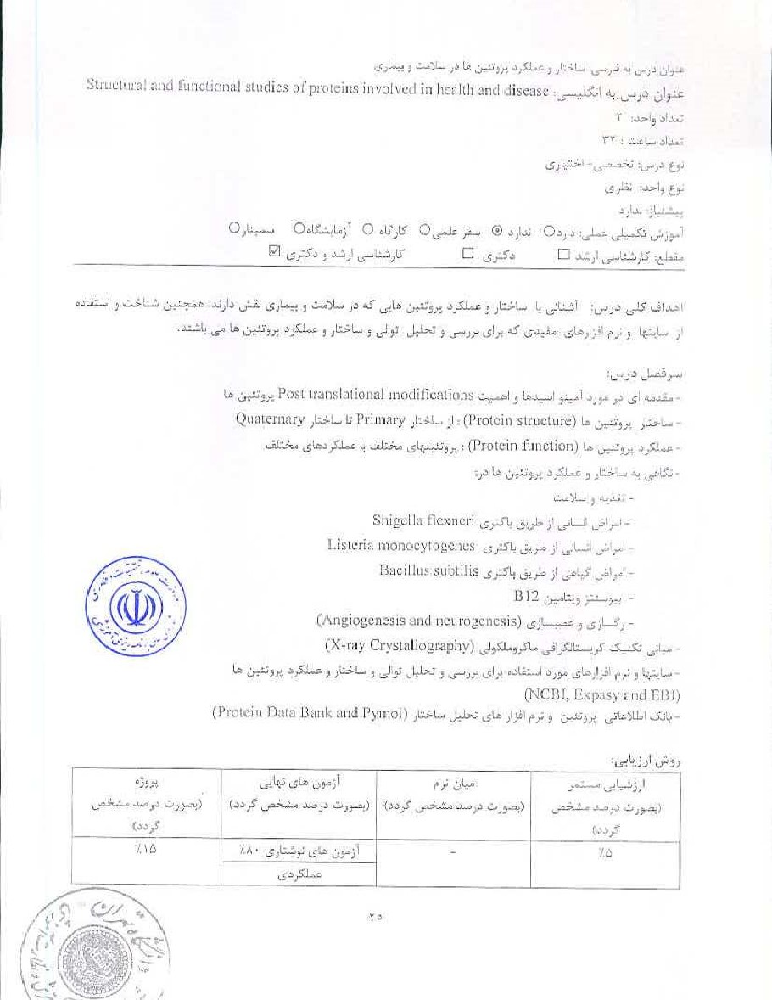 عنوان درس به فارسی: ساختار و عملکرد پروتئین ها در سلامت و بیماری
عنوان درس به انگلیسی: Structural and functional studies of proteins involved in health and disease
تعداد واحد: ۲
تعداد ساعت : ۳۲
نوع درس: تخصصی- اختیاری
نوع واحد: نظری
پیشنیاز: ندارد
آموزش تکمیلی عملی: دارد○ ندارد ◉ سفر علمی○ کارگاه ○ آزمایشگاه○ سمینار○
مقطع: کارشناسی ارشد □ دکتری □ کارشناسی ارشد و دکتری ☑
اهداف کلی درس: آشنائی با ساختار و عملکرد پروتئین هایی که در سلامت و بیماری نقش دارند. همچنین شناخت و استفاده
از سایتها و نرم افزارهای مفیدی که برای بررسی و تحلیل توالی و ساختار و عملکرد پروتئین ها می باشند.
سرفصل درس:
- مقدمه ای در مورد آمینو اسیدها و اهمیت Post translational modifications پروتئین ها
- ساختار پروتئین ها (Protein structure) : از ساختار Primary تا ساختار Quaternary
- عملکرد پروتئین ها (Protein function) : پروتئینهای مختلف با عملکردهای مختلف
- نگاهی به ساختار و عملکرد پروتئین ها در:
- تغذیه و سلامت
- امراض انسانی از طریق باکتری Shigella flexneri
- امراض انسانی از طریق باکتری Listeria monocytogenes
- امراض گیاهی از طریق باکتری Bacillus subtilis
- بیوسنتز ویتامین B12
- رگسازی و عصبسازی (Angiogenesis and neurogenesis)
- مبانی تکنیک کریستالگرافی ماکروملکولی (X-ray Crystallography)
- سایتها و نرم افزارهای مورد استفاده برای بررسی و تحلیل توالی و ساختار و عملکرد پروتئین ها
(NCBI, Expasy and EBI)
- بانک اطلاعاتی پروتئین و نرم افزار های تحلیل ساختار (Protein Data Bank and Pymol)
روش ارزیابی:
ارزشیابی مستمر میان ترم آزمون های نهایی پروژه
(بصورت درصد مشخص (بصورت درصد مشخص گردد) (بصورت درصد مشخص گردد) (بصورت درصد مشخص
گردد) گردد)
٪۵ - آزمون های نوشتاری ٪۸۰ ٪۱۵
عملکردی
۲۵
دانشگاه تهران